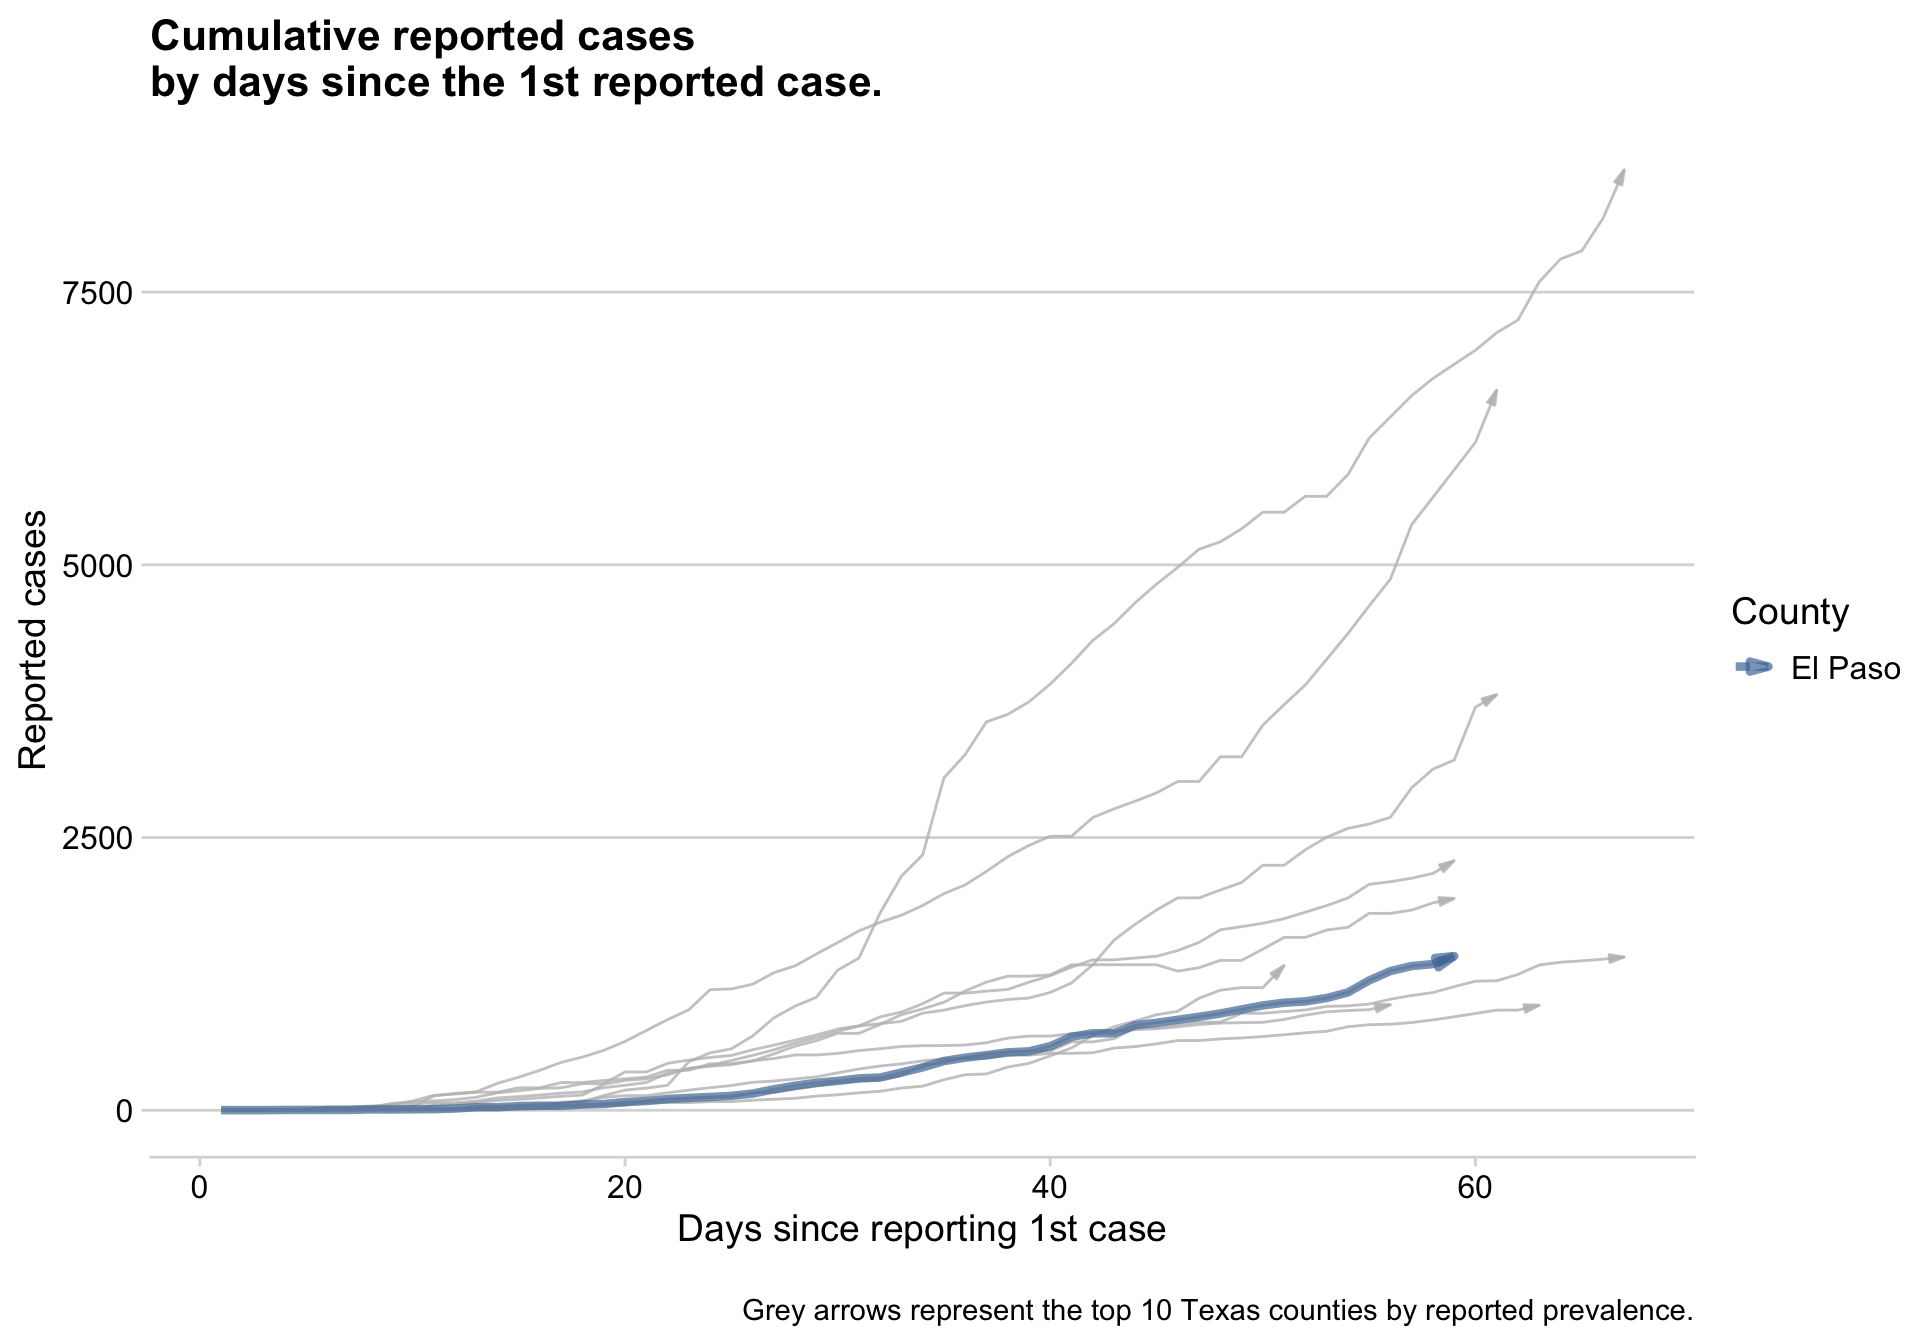 Cumulative reported cases
by days since the 1st reported case.
7500
5000
2500
0
Reported cases
0 20 40 60
Days since reporting 1st case
County
El Paso
Grey arrows represent the top 10 Texas counties by reported prevalence.